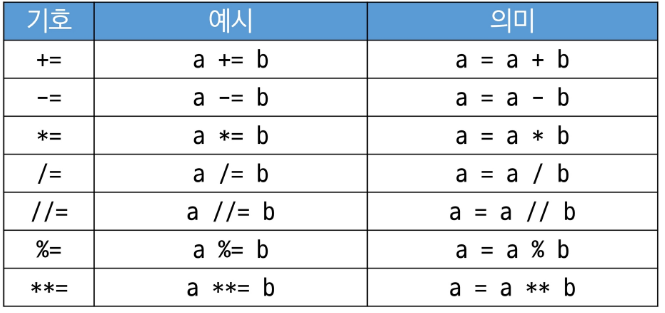 기호 예시 의미
+= a += b a = a + b
-= a -= b a = a - b
*= a *= b a = a * b
/= a /= b a = a / b
//= a //= b a = a // b
%= a %= b a = a % b
**= a **= b a = a ** b